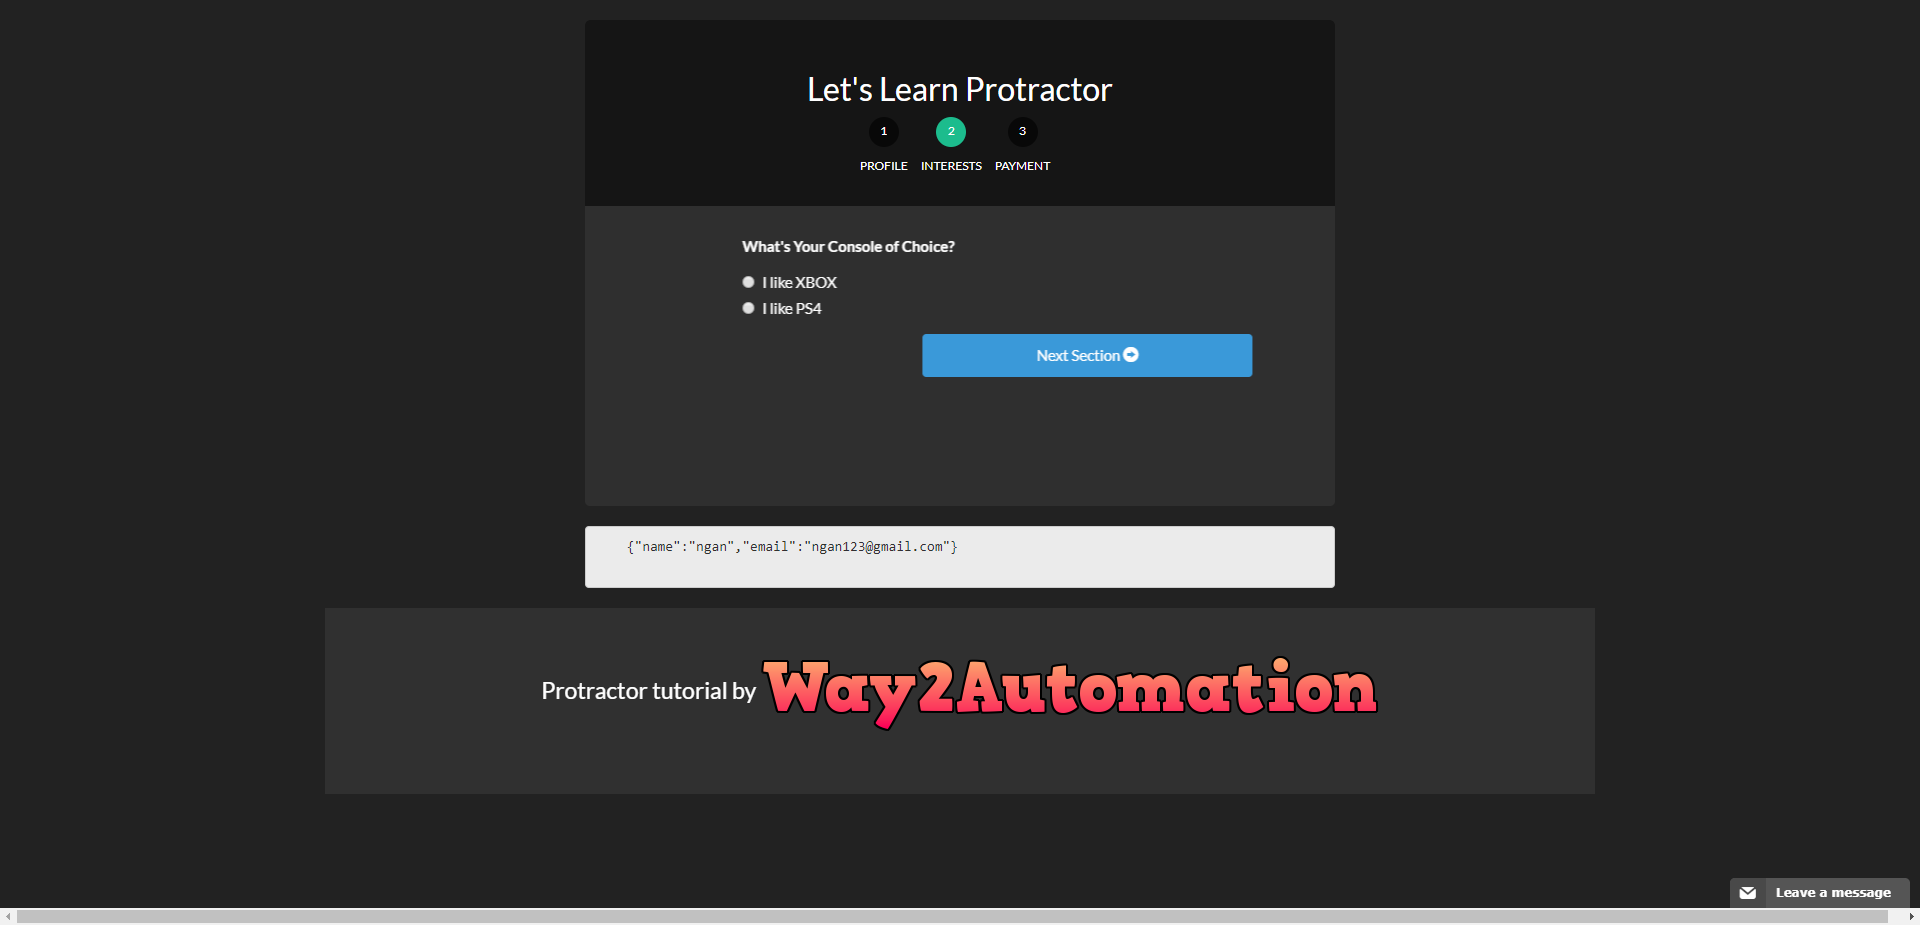 Let's Learn Protractor
1 2 3
PROFILE INTERESTS PAYMENT
What's Your Console of Choice?
I like XBOX
I like PS4
Next Section
{"name":"ngan","email":"ngan123@gmail.com"}
Protractor tutorial by Way2Automation
Leave a message